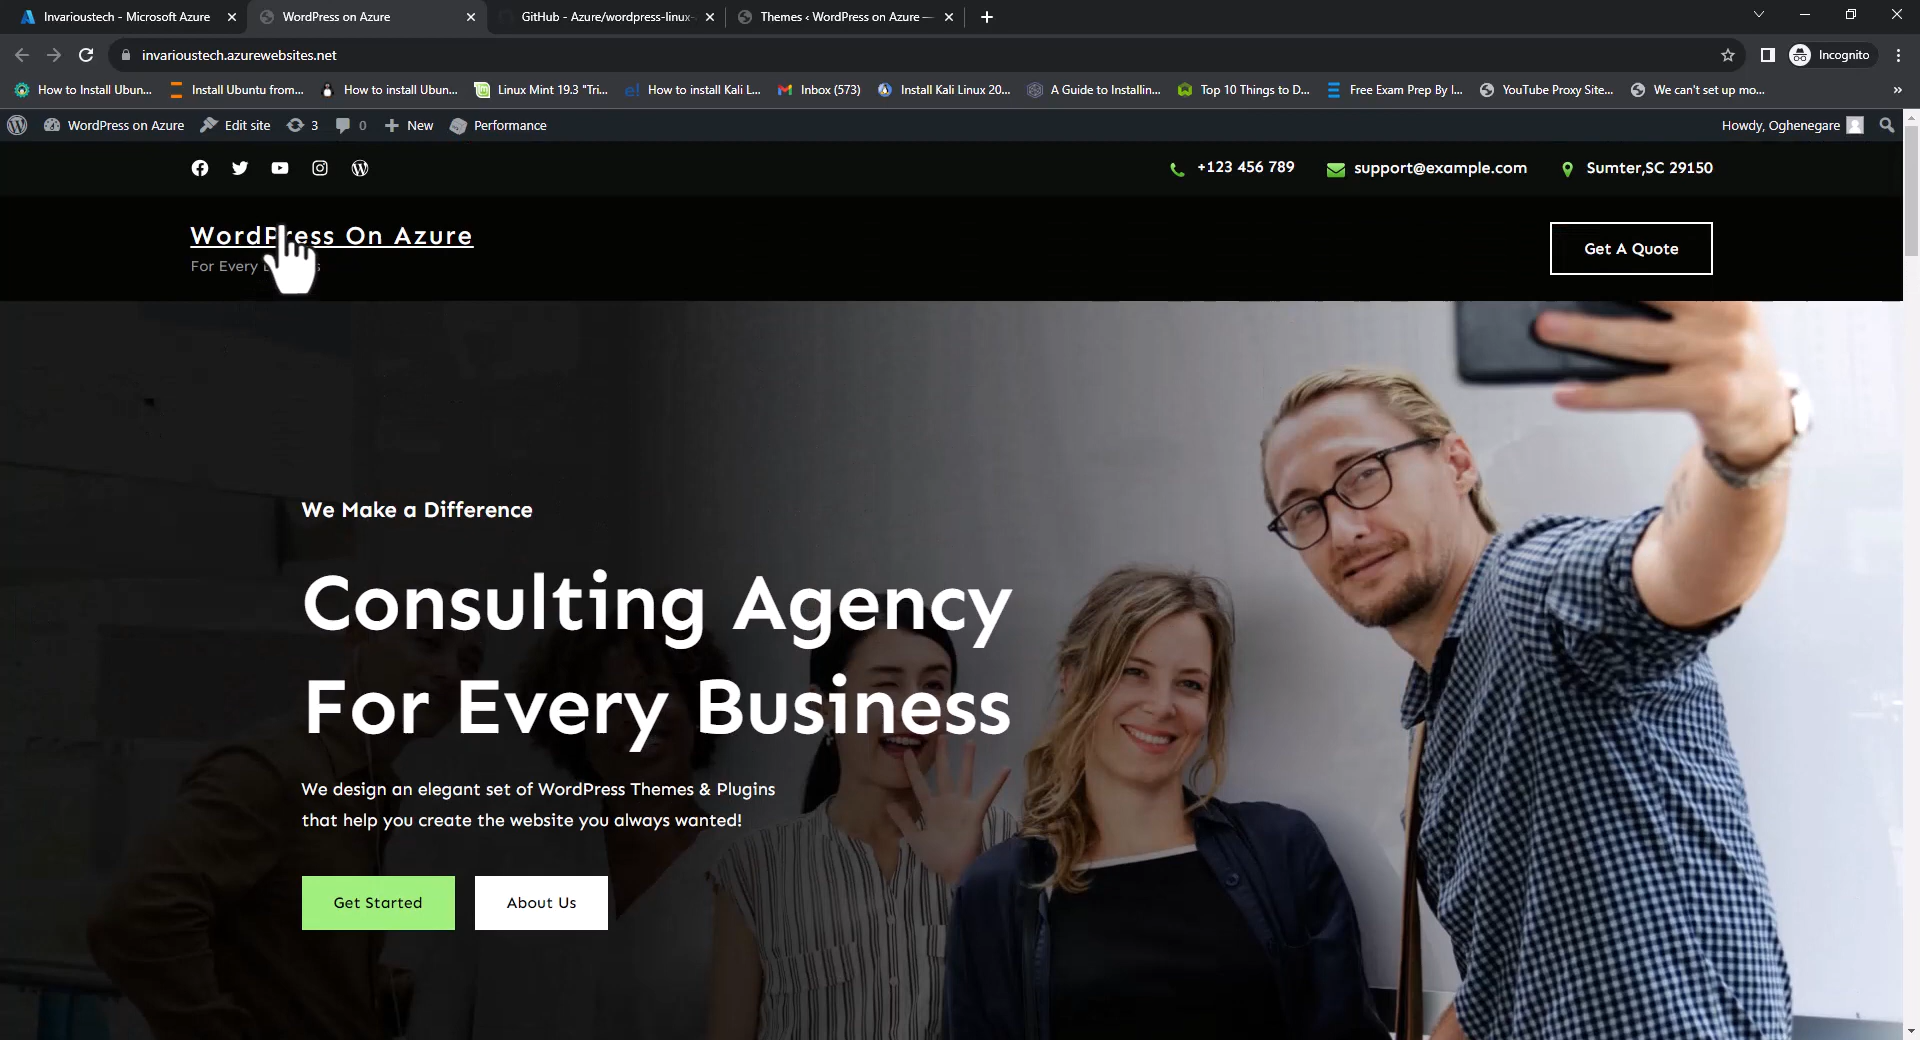 Invarioustech - Microsoft Azure
WordPress on Azure
GitHub - Azure/wordpress-linux-
Themes ‹ WordPress on Azure —
invarioustech.azurewebsites.net
Incognito
How to Install Ubun...
Install Ubuntu from...
How to install Ubun...
Linux Mint 19.3 "Tri...
How to install Kali L...
Inbox (573)
Install Kali Linux 20...
A Guide to Installin...
Top 10 Things to D...
Free Exam Prep By I...
YouTube Proxy Site...
We can't set up mo...
»
WordPress on Azure
Edit site
3
0
New
Performance
Howdy, Oghenegare
+123 456 789
support@example.com
Sumter,SC 29150
WordPress On Azure
For Every
Get A Quote
We Make a Difference
Consulting Agency
For Every Business
We design an elegant set of WordPress Themes & Plugins
that help you create the website you always wanted!
Get Started
About Us